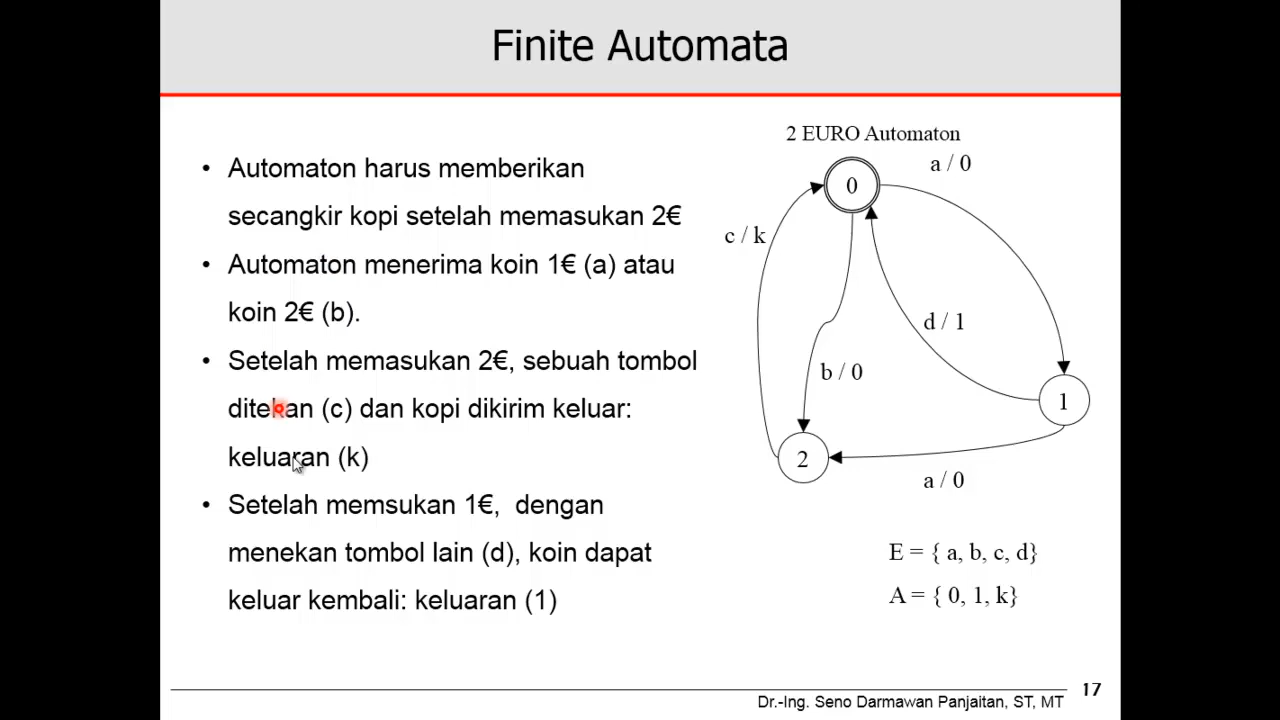 Finite Automata
• Automaton harus memberikan
secangkir kopi setelah memasukan 2€
• Automaton menerima koin 1€ (a) atau
koin 2€ (b).
• Setelah memasukan 2€, sebuah tombol
ditekan (c) dan kopi dikirim keluar:
keluaran (k)
• Setelah memsukan 1€, dengan
menekan tombol lain (d), koin dapat
keluar kembali: keluaran (1)
2 EURO Automaton
a / 0
0
c / k
d / 1
b / 0
1
2
a / 0
E = { a, b, c, d}
A = { 0, 1, k}
17
Dr.-Ing. Seno Darmawan Panjaitan, ST, MT